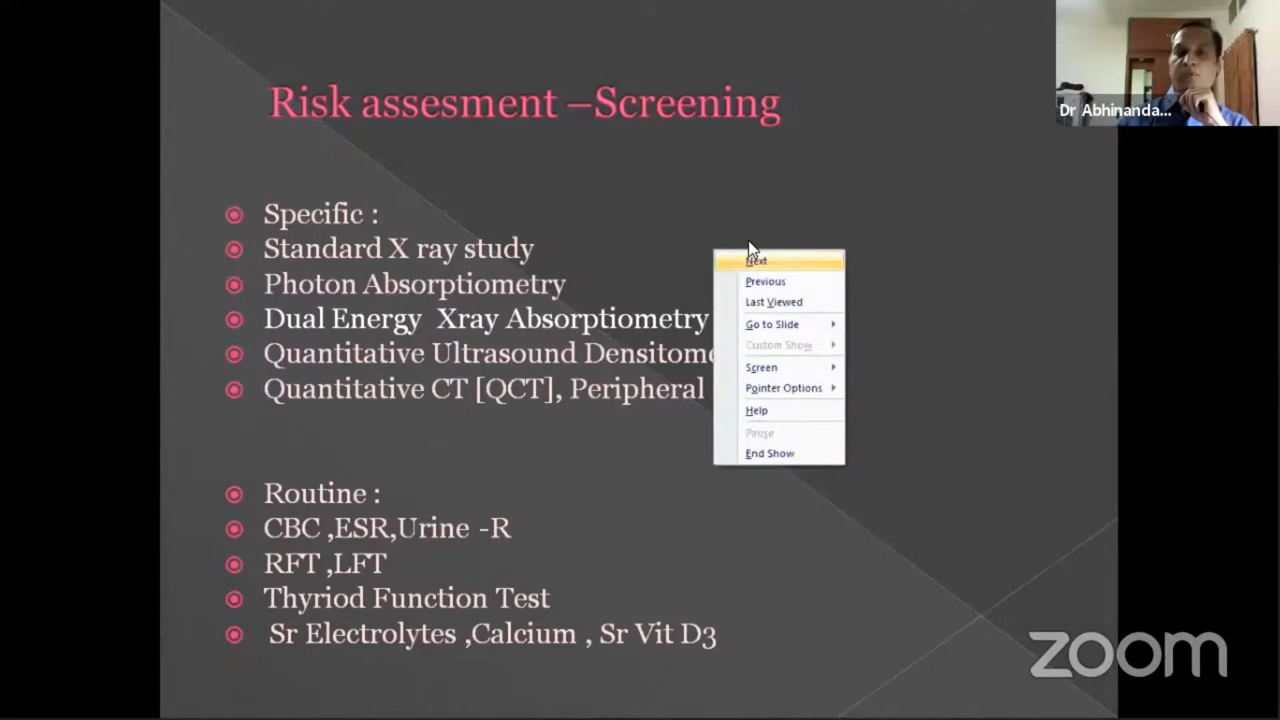 Risk assesment –Screening
Dr Abhinanda...
Specific :
Standard X ray study
Photon Absorptiometry
Dual Energy Xray Absorptiometry
Quantitative Ultrasound
Quantitative CT [QCT], Peripheral
Next
Previous
Last Viewed
Go to Slide
Custom Show
Screen
Pointer Options
Help
Pause
End Show
Routine :
CBC ,ESR,Urine -R
RFT ,LFT
Thyriod Function Test
Sr Electrolytes ,Calcium , Sr Vit D3
zoom